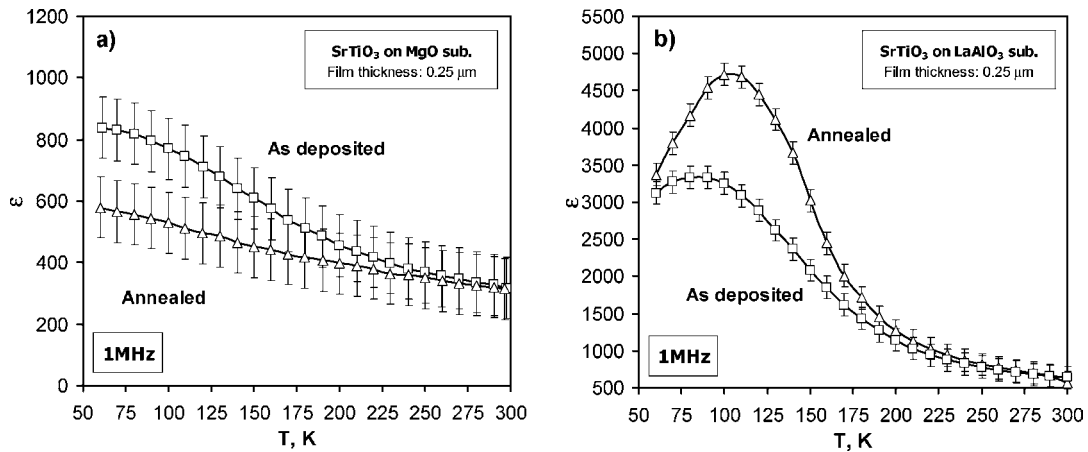 a)
SrTiO₃ on MgO sub.
Film thickness: 0.25 μm
As deposited
Annealed
1MHz
ε
1200
1000
800
600
400
200
0
50 75 100 125 150 175 200 225 250 275 300
T, K
b)
SrTiO₃ on LaAlO₃ sub.
Film thickness: 0.25 μm
Annealed
As deposited
1MHz
ε
5500
5000
4500
4000
3500
3000
2500
2000
1500
1000
500
50 75 100 125 150 175 200 225 250 275 300
T, K